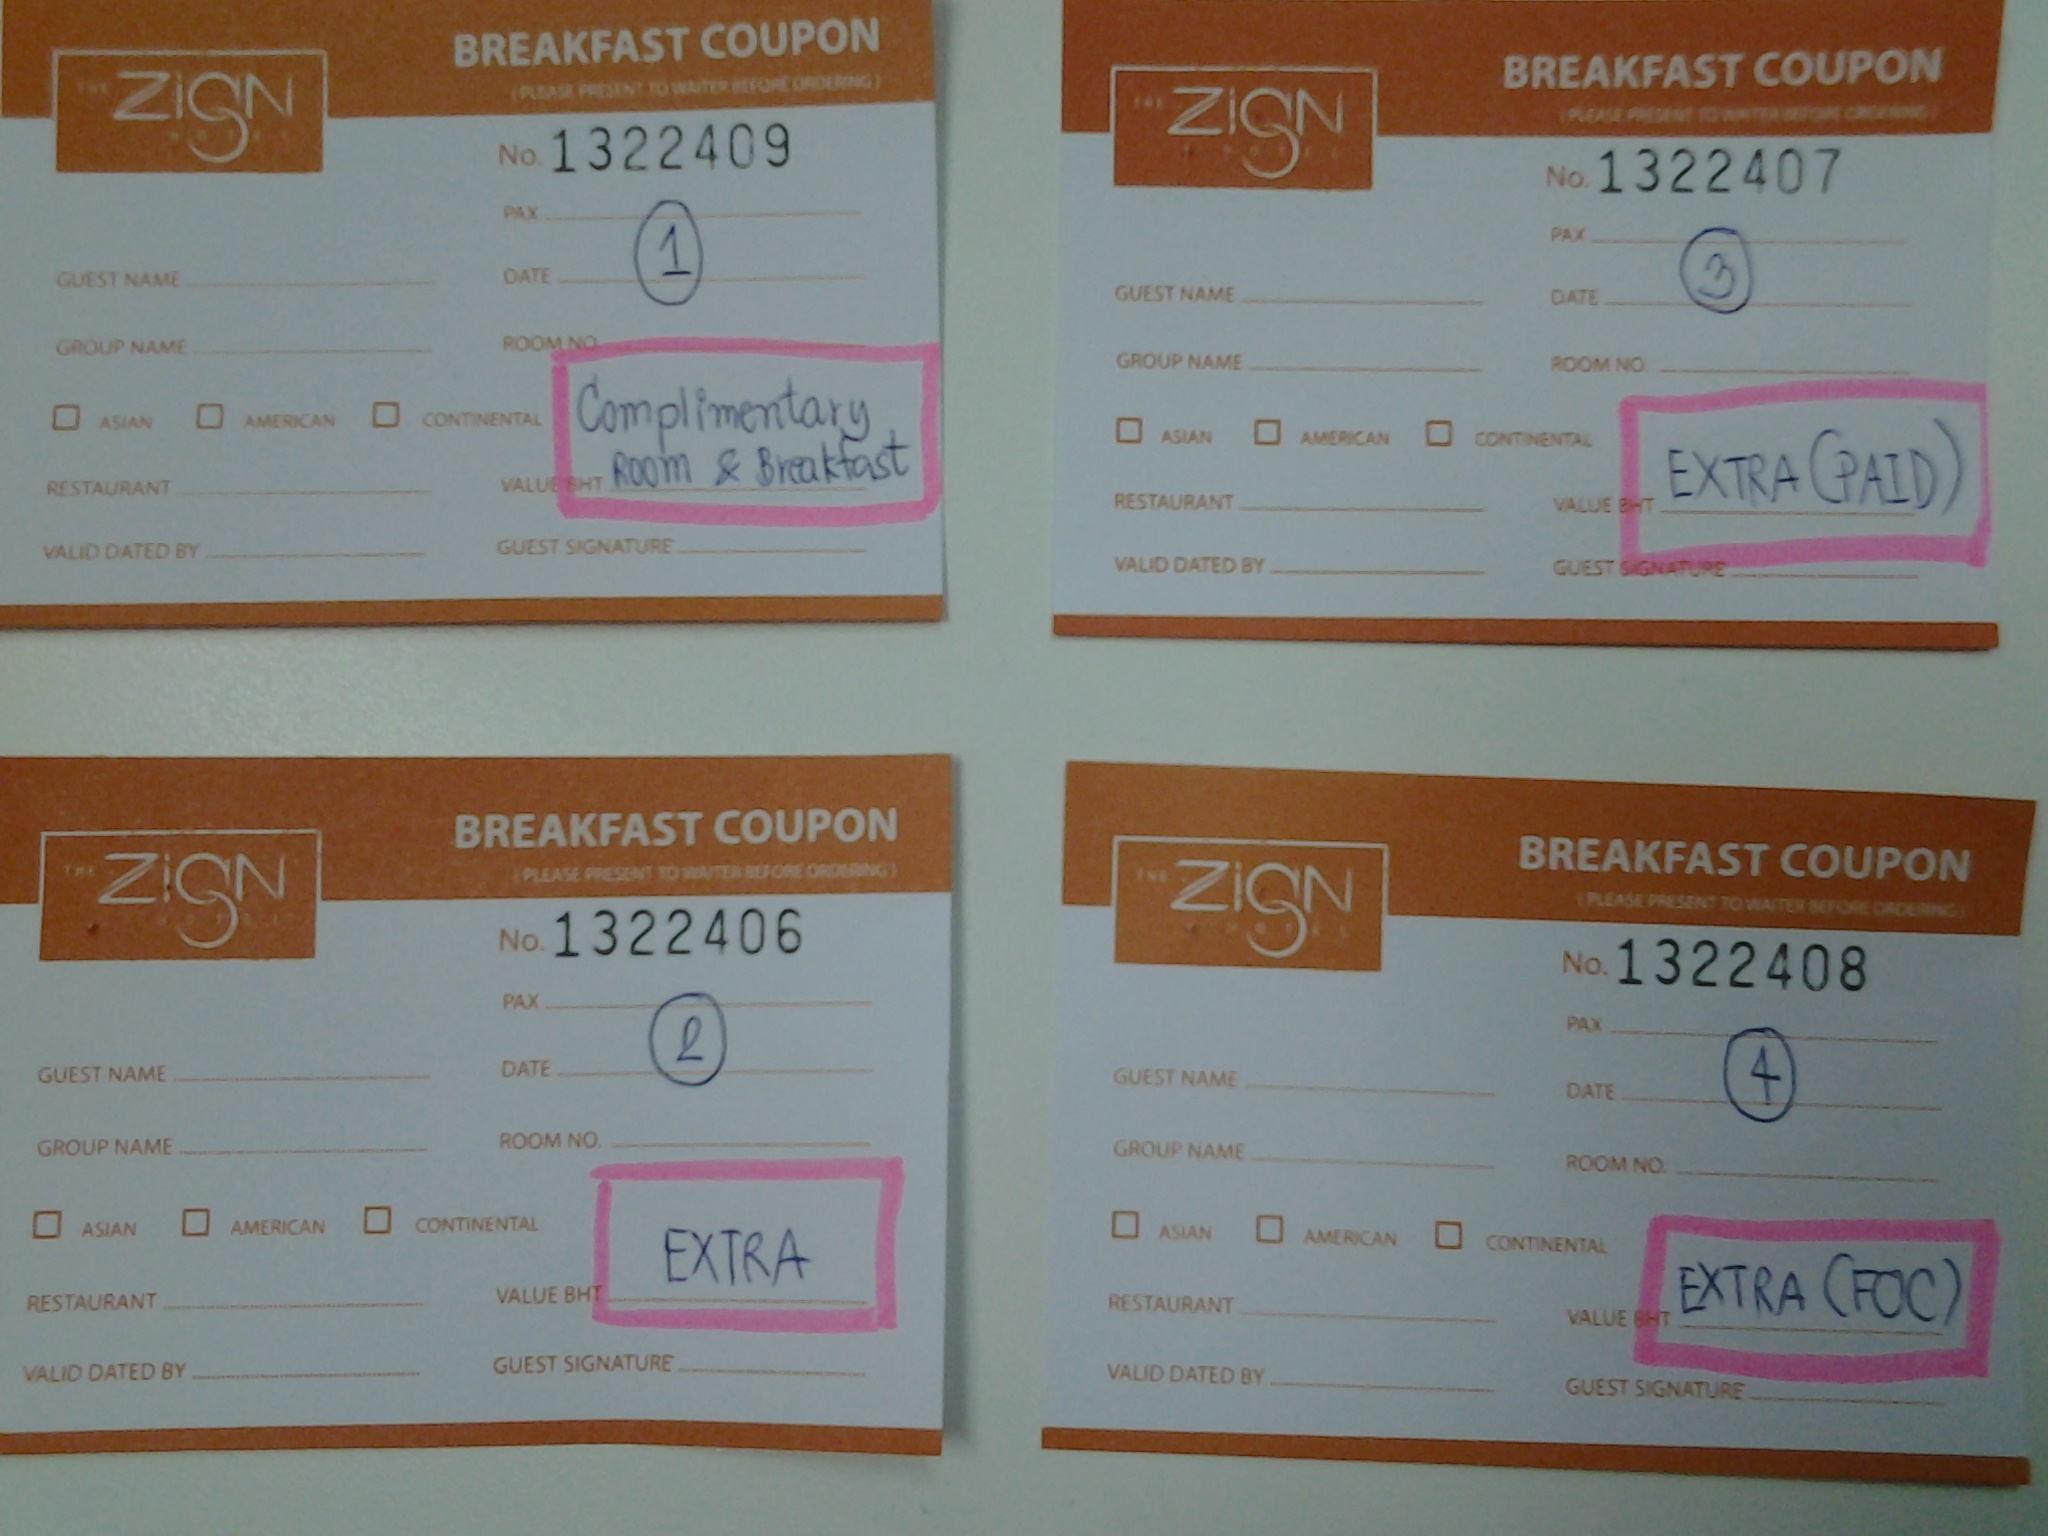 THE
ZIGN
HOTEL
BREAKFAST COUPON
(PLEASE PRESENT TO WAITER BEFORE ORDERING)
No. 1322409
PAX
1
GUEST NAME
DATE
GROUP NAME
ROOM NO.
ASIAN AMERICAN CONTINENTAL
Complimentary
RESTAURANT
VALUE BHT Room & Breakfast
VALID DATED BY
GUEST SIGNATURE
THE
ZIGN
HOTEL
BREAKFAST COUPON
(PLEASE PRESENT TO WAITER BEFORE ORDERING)
No. 1322407
PAX
3
GUEST NAME
DATE
GROUP NAME
ROOM NO.
ASIAN AMERICAN CONTINENTAL
RESTAURANT
VALUE BHT EXTRA (PAID)
VALID DATED BY
GUEST SIGNATURE
THE
ZIGN
HOTEL
BREAKFAST COUPON
(PLEASE PRESENT TO WAITER BEFORE ORDERING)
No. 1322406
PAX
2
GUEST NAME
DATE
GROUP NAME
ROOM NO.
ASIAN AMERICAN CONTINENTAL
RESTAURANT
VALUE BHT EXTRA
VALID DATED BY
GUEST SIGNATURE
THE
ZIGN
HOTEL
BREAKFAST COUPON
(PLEASE PRESENT TO WAITER BEFORE ORDERING)
No. 1322408
PAX
4
GUEST NAME
DATE
GROUP NAME
ROOM NO.
ASIAN AMERICAN CONTINENTAL
RESTAURANT
VALUE BHT EXTRA (FOC)
VALID DATED BY
GUEST SIGNATURE